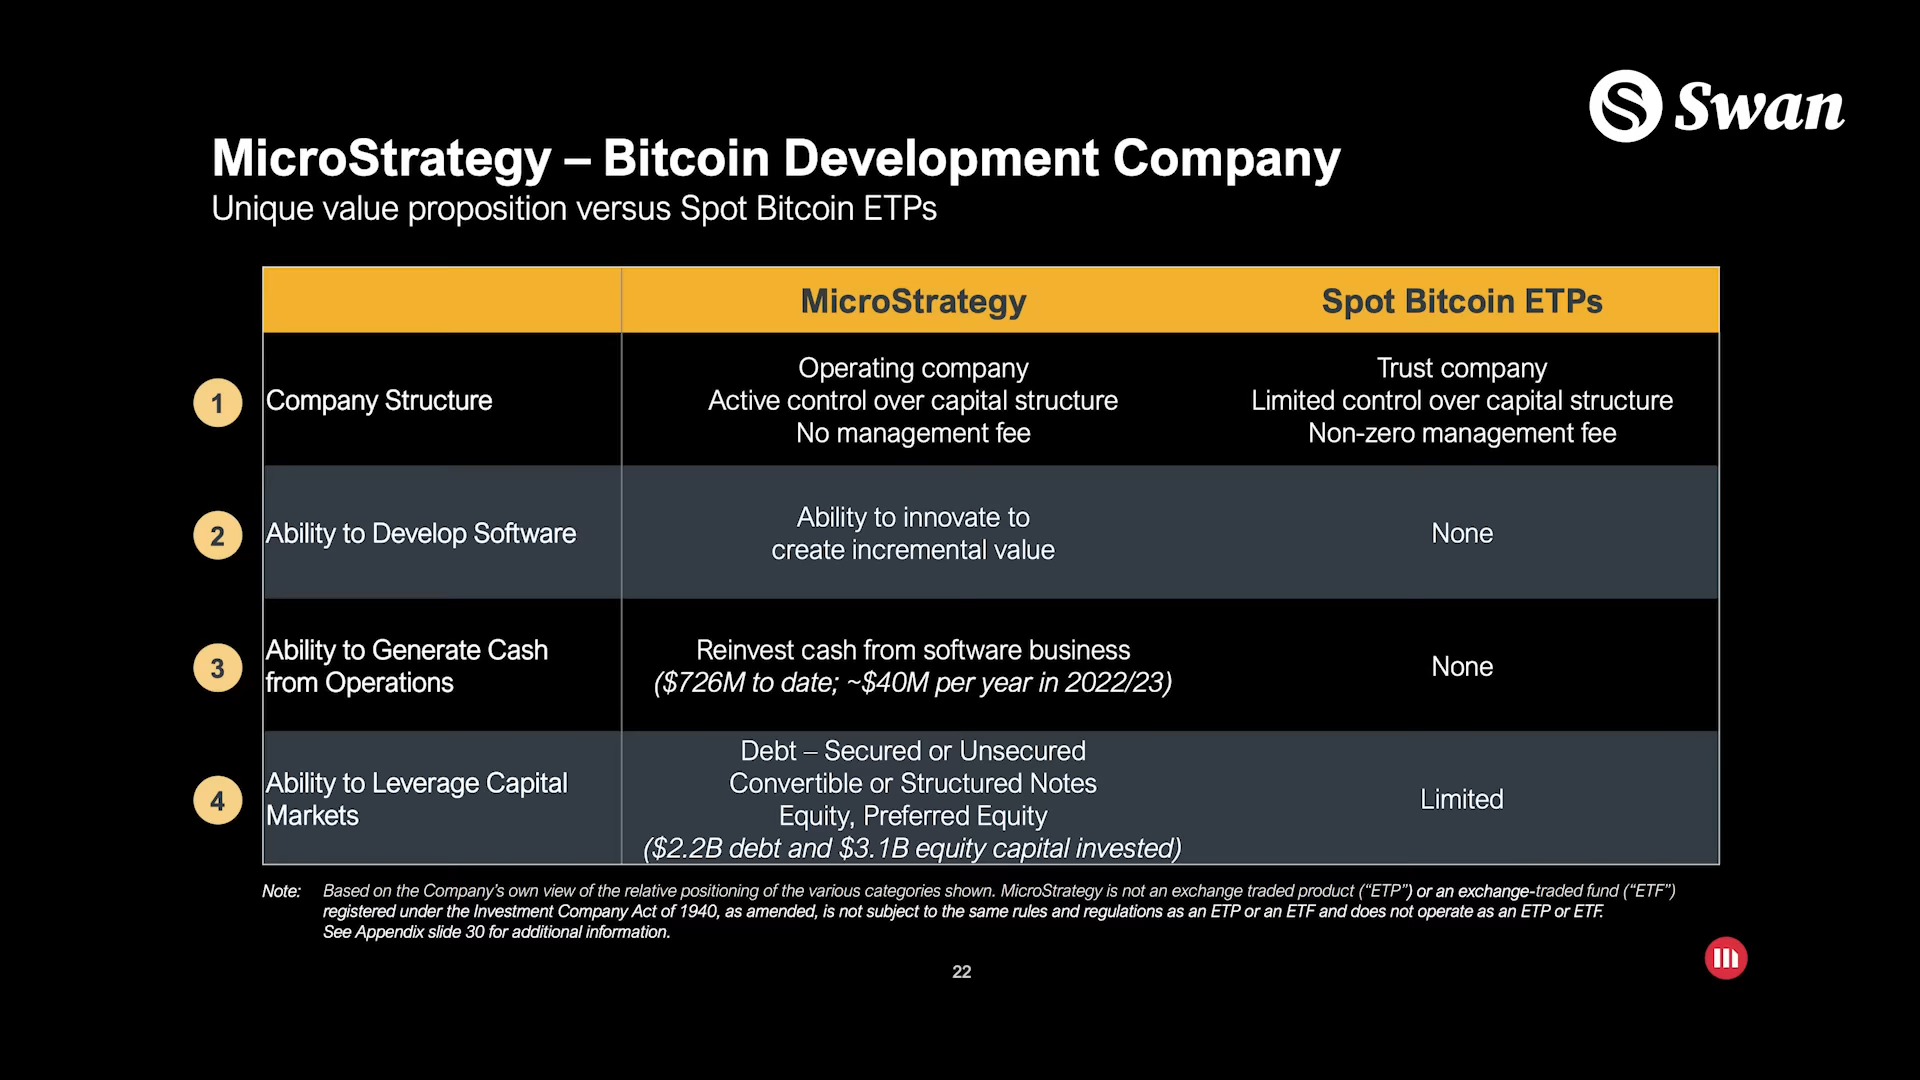 Swan
MicroStrategy – Bitcoin Development Company
Unique value proposition versus Spot Bitcoin ETPs
MicroStrategy
Spot Bitcoin ETPs
1
Company Structure
Operating company
Active control over capital structure
No management fee
Trust company
Limited control over capital structure
Non-zero management fee
2
Ability to Develop Software
Ability to innovate to
create incremental value
None
3
Ability to Generate Cash
from Operations
Reinvest cash from software business
($726M to date; ~$40M per year in 2022/23)
None
4
Ability to Leverage Capital
Markets
Debt – Secured or Unsecured
Convertible or Structured Notes
Equity, Preferred Equity
($2.2B debt and $3.1B equity capital invested)
Limited
Note: Based on the Company's own view of the relative positioning of the various categories shown. MicroStrategy is not an exchange traded product (“ETP”) or an exchange-traded fund (“ETF”)
registered under the Investment Company Act of 1940, as amended, is not subject to the same rules and regulations as an ETP or an ETF and does not operate as an ETP or ETF.
See Appendix slide 30 for additional information.
22